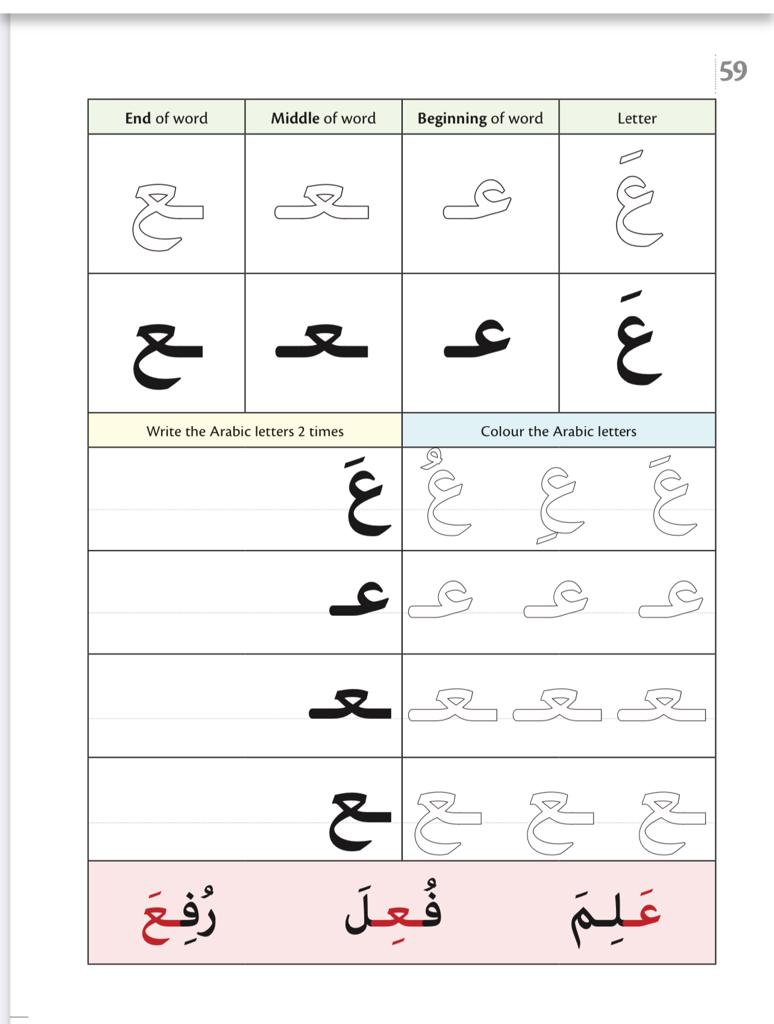 59
End of word Middle of word Beginning of word Letter
عَ عـ ـعـ ـع
عَ عـ ـعـ ـع
Write the Arabic letters 2 times Colour the Arabic letters
عَ عِ عُ عَ
عـ عـ عـ عـ
ـعـ ـعـ ـعـ ـعـ
ـع ـع ـع ـع
عَلِمَ فُعِلَ رُفِعَ